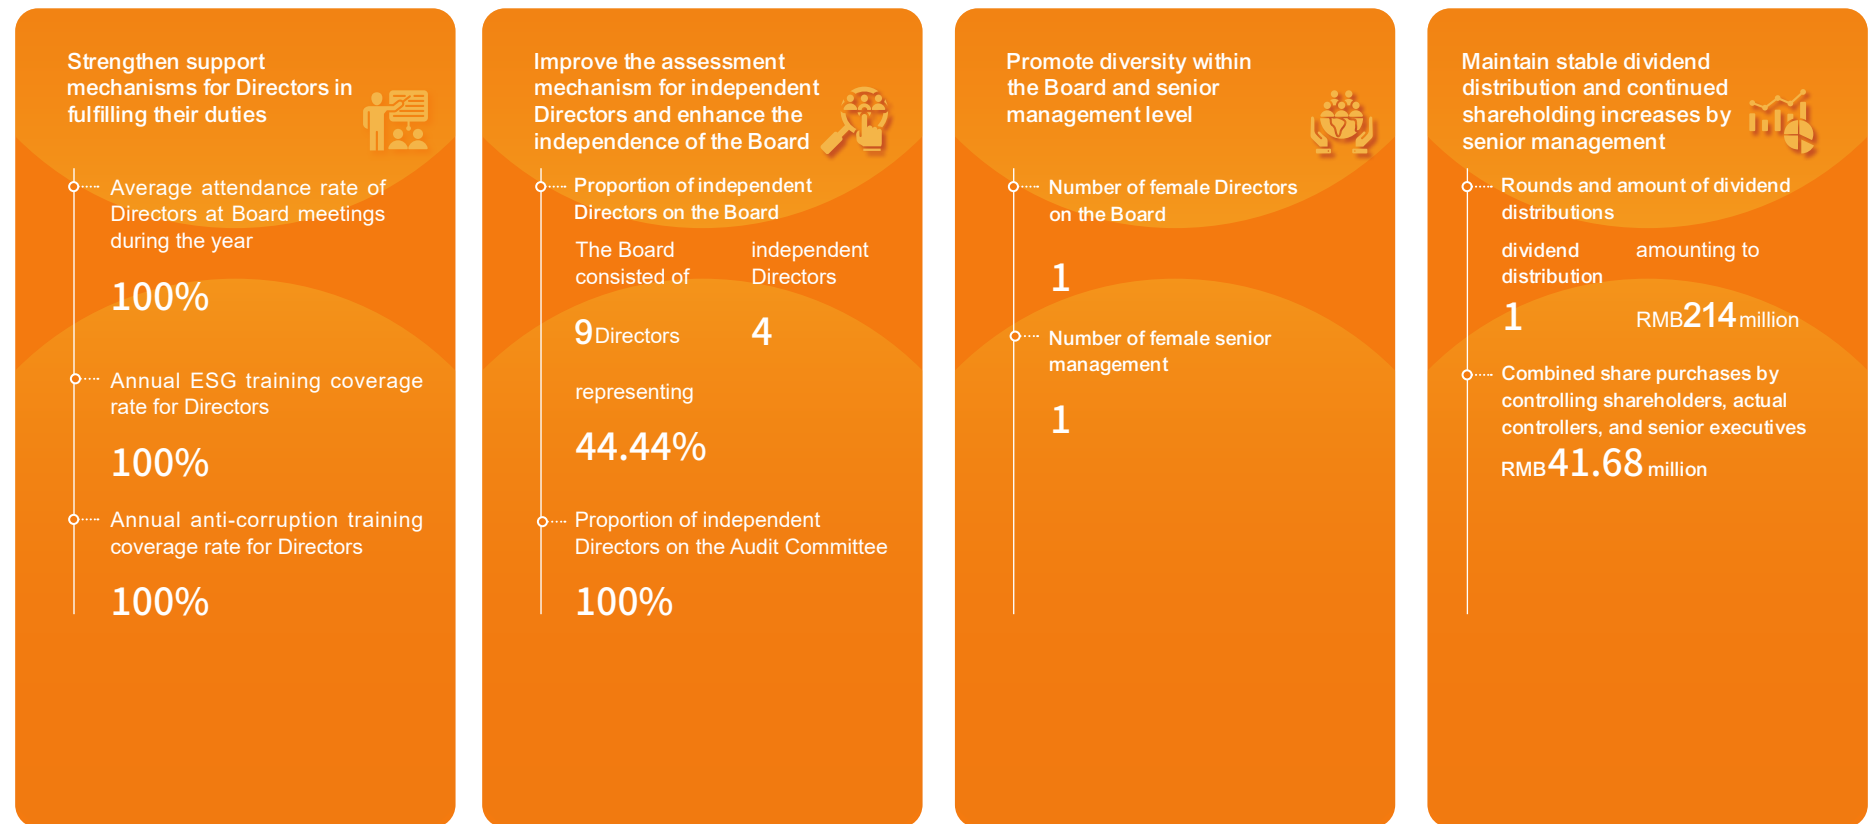 Strengthen support
mechanisms for Directors in
fulfilling their duties
Average attendance rate of
Directors at Board meetings
during the year
100%
Annual ESG training coverage
rate for Directors
100%
Annual anti-corruption training
coverage rate for Directors
100%
Improve the assessment
mechanism for independent
Directors and enhance the
independence of the Board
Proportion of independent
Directors on the Board
The Board
consisted of
9 Directors
independent
Directors
4
representing
44.44%
Proportion of independent
Directors on the Audit Committee
100%
Promote diversity within
the Board and senior
management level
Number of female Directors
on the Board
1
Number of female senior
management
1
Maintain stable dividend
distribution and continued
shareholding increases by
senior management
Rounds and amount of dividend
distributions
dividend
distribution
1
amounting to
RMB214 million
Combined share purchases by
controlling shareholders, actual
controllers, and senior executives
RMB41.68 million